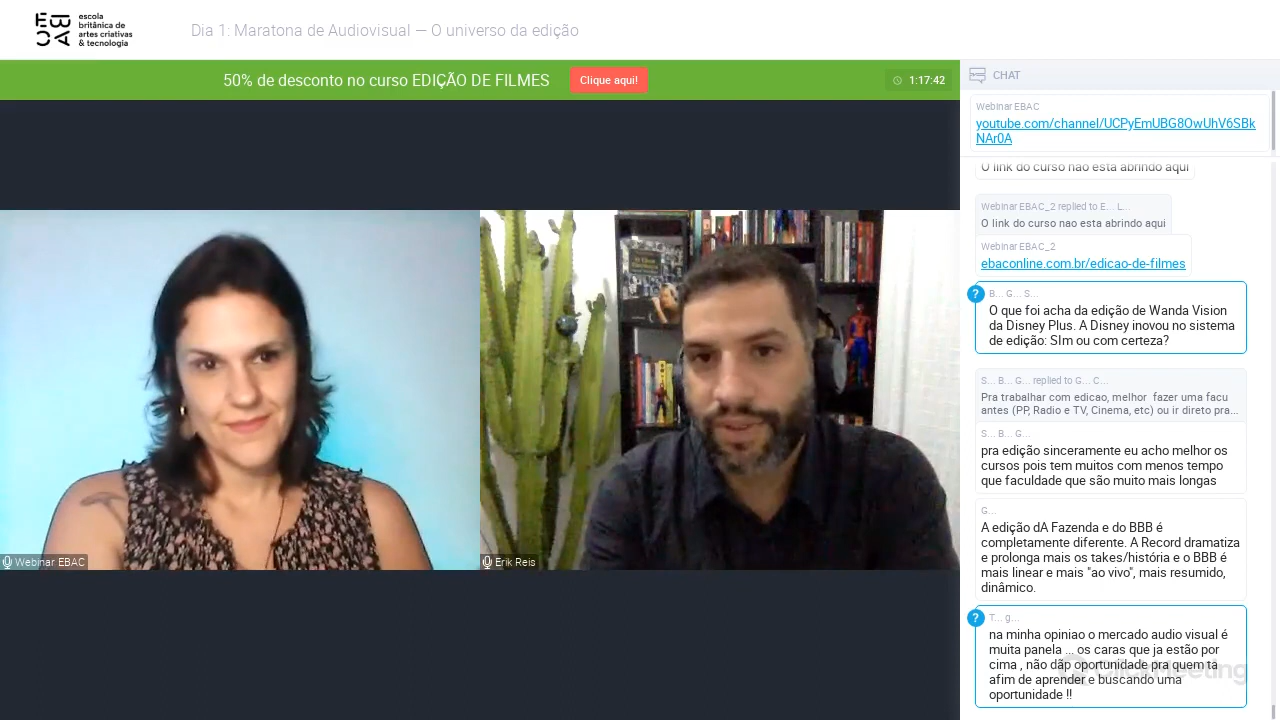 EBAC
escola
britânica de
artes criativas
& tecnologia
Dia 1: Maratona de Audiovisual — O universo da edição
50% de desconto no curso EDIÇÃO DE FILMES
Clique aqui!
1:17:42
Webinar EBAC
Erik Reis
CHAT
Webinar EBAC
youtube.com/channel/UCPyEmUBG8OwUhV6SBk
NAr0A
O link do curso nao esta abrindo aqui
Webinar EBAC_2 replied to E... L...
O link do curso nao esta abrindo aqui
Webinar EBAC_2
ebaconline.com.br/edicao-de-filmes
?
B... G... S...
O que foi acha da edição de Wanda Vision
da Disney Plus. A Disney inovou no sistema
de edição: SIm ou com certeza?
S... B... G... replied to G... C...
Pra trabalhar com edicao, melhor fazer uma facu
antes (PP, Radio e TV, Cinema, etc) ou ir direto pra...
S... B... G...
pra edição sinceramente eu acho melhor os
cursos pois tem muitos com menos tempo
que faculdade que são muito mais longas
G...
A edição dA Fazenda e do BBB é
completamente diferente. A Record dramatiza
e prolonga mais os takes/história e o BBB é
mais linear e mais "ao vivo", mais resumido,
dinâmico.
?
T... g...
na minha opiniao o mercado audio visual é
muita panela ... os caras que ja estão por
cima , não dãp oportunidade pra quem ta
afim de aprender e buscando uma
oportunidade !!
ClickMeeting